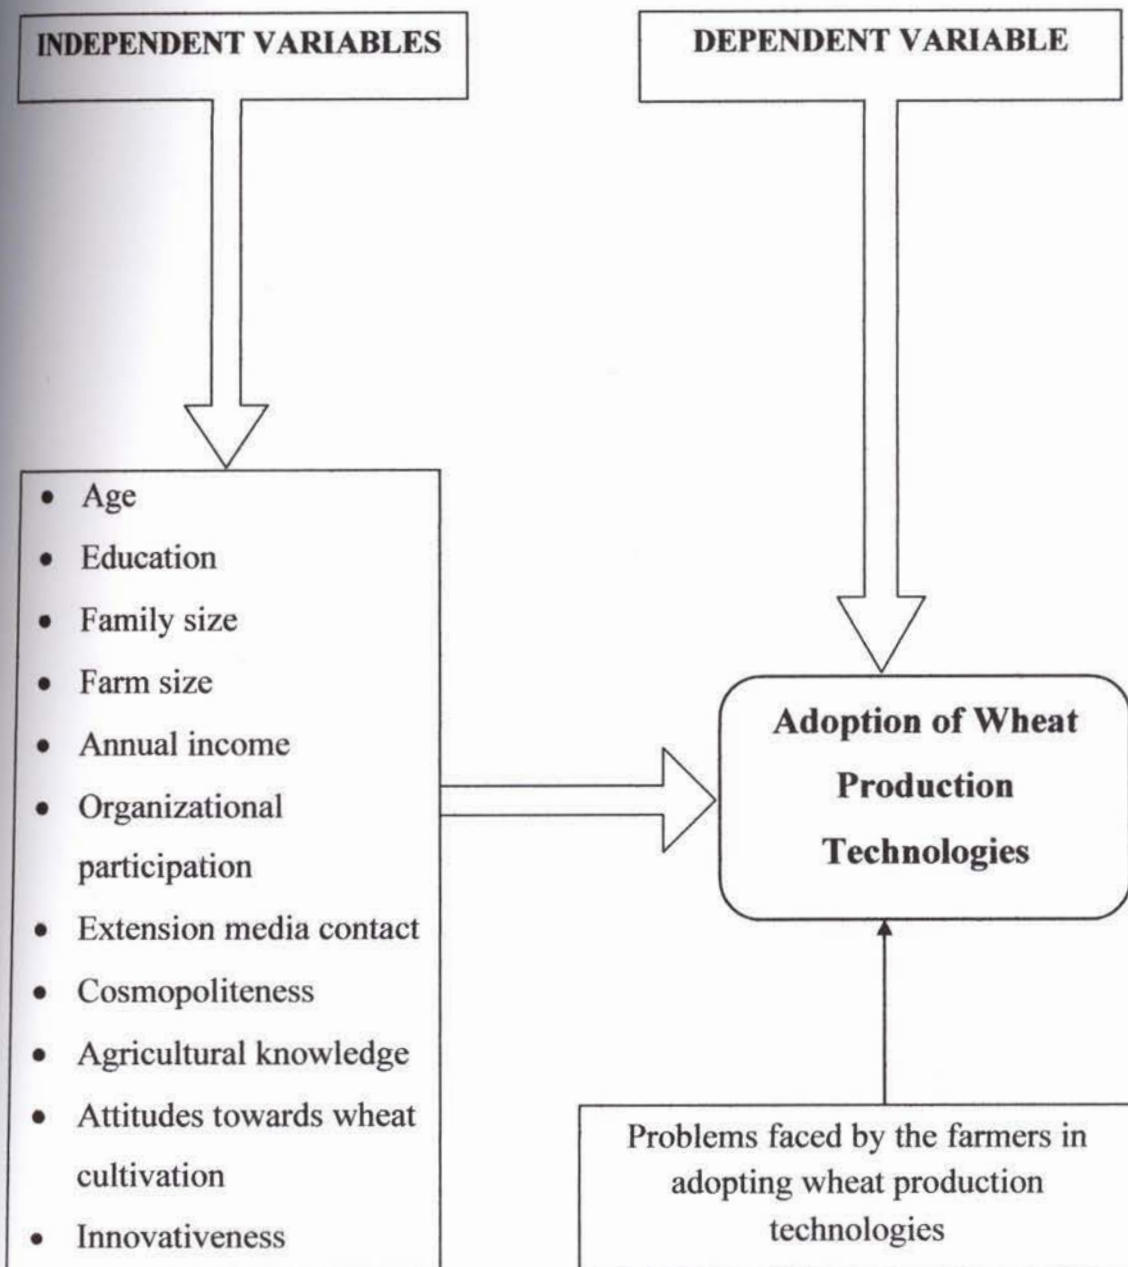 INDEPENDENT VARIABLES
DEPENDENT VARIABLE
• Age
• Education
• Family size
• Farm size
• Annual income
• Organizational
participation
• Extension media contact
• Cosmopoliteness
• Agricultural knowledge
• Attitudes towards wheat
cultivation
• Innovativeness
Adoption of Wheat
Production
Technologies
Problems faced by the farmers in
adopting wheat production
technologies